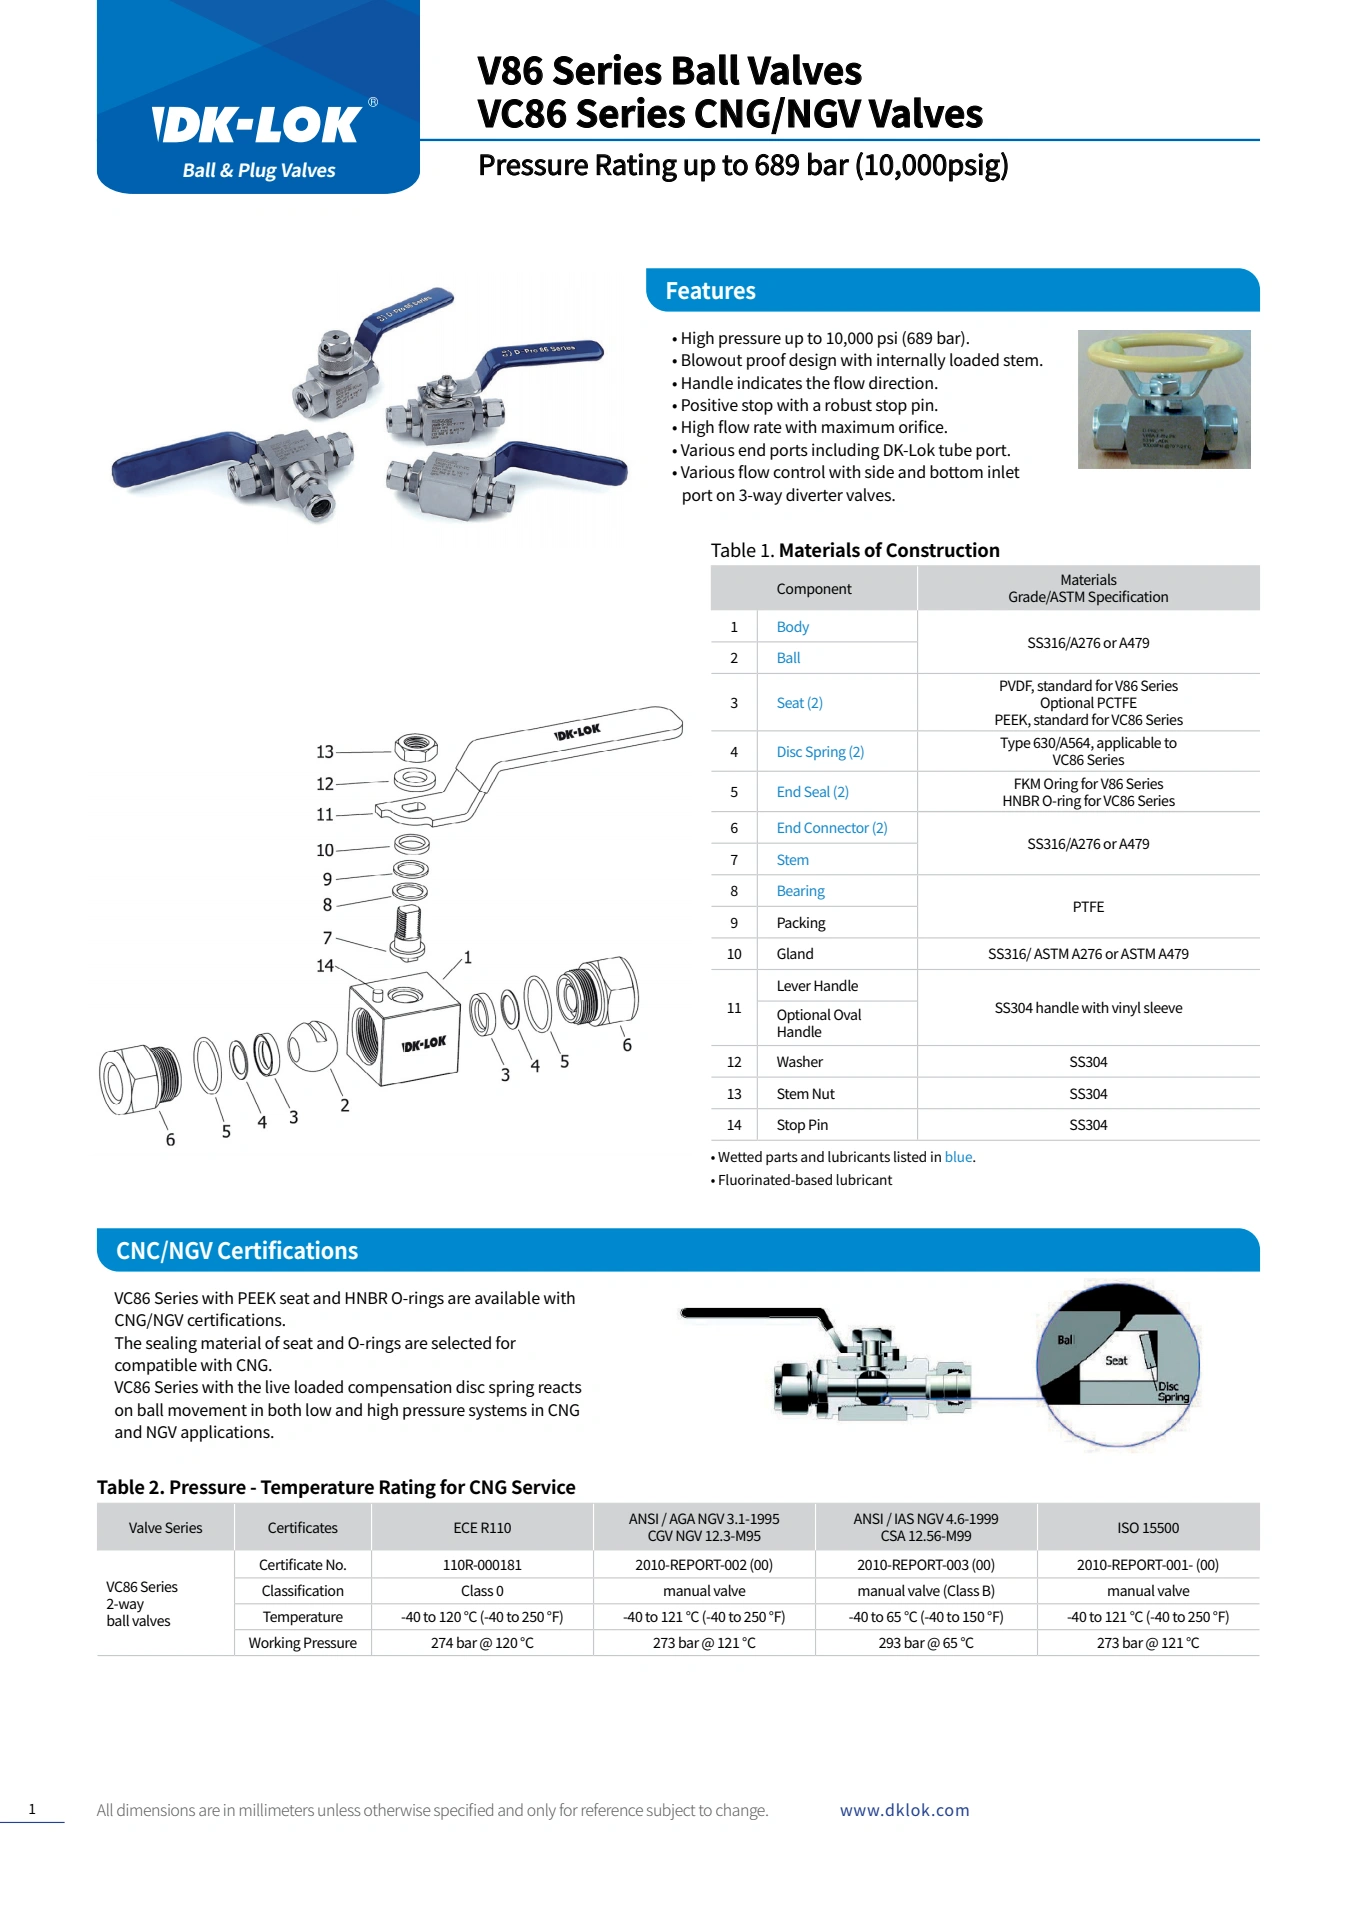 DK-LOK®
Ball & Plug Valves
V86 Series Ball Valves
VC86 Series CNG/NGV Valves
Pressure Rating up to 689 bar (10,000psig)
Features
• High pressure up to 10,000 psi (689 bar).
• Blowout proof design with internally loaded stem.
• Handle indicates the flow direction.
• Positive stop with a robust stop pin.
• High flow rate with maximum orifice.
• Various end ports including DK-Lok tube port.
• Various flow control with side and bottom inlet
port on 3-way diverter valves.
D-Pro 86 Series
D-Pro 86 Series
Table 1. Materials of Construction
Component
Materials
Grade/ASTM Specification
1 Body
2 Ball
SS316/A276 or A479
3 Seat (2)
PVDF, standard for V86 Series
Optional PCTFE
PEEK, standard for VC86 Series
4 Disc Spring (2)
Type 630/A564, applicable to
VC86 Series
5 End Seal (2)
FKM Oring for V86 Series
HNBR O-ring for VC86 Series
6 End Connector (2)
7 Stem
SS316/A276 or A479
8 Bearing
9 Packing
PTFE
10 Gland SS316/ ASTM A276 or ASTM A479
11
Lever Handle
Optional Oval
Handle
SS304 handle with vinyl sleeve
12 Washer SS304
13 Stem Nut SS304
14 Stop Pin SS304
• Wetted parts and lubricants listed in blue.
• Fluorinated-based lubricant
DK-LOK
13
12
11
10
9
8
7
14
1
DK-LOK
6
5
4
3
2
3
4
5
6
CNC/NGV Certifications
VC86 Series with PEEK seat and HNBR O-rings are available with
CNG/NGV certifications.
The sealing material of seat and O-rings are selected for
compatible with CNG.
VC86 Series with the live loaded compensation disc spring reacts
on ball movement in both low and high pressure systems in CNG
and NGV applications.
Ball
Seat
Disc
Spring
Table 2. Pressure - Temperature Rating for CNG Service
Valve Series Certificates ECE R110
ANSI / AGA NGV 3.1-1995
CGV NGV 12.3-M95
ANSI / IAS NGV 4.6-1999
CSA 12.56-M99
ISO 15500
VC86 Series
2-way
ball valves
Certificate No. 110R-000181 2010-REPORT-002 (00) 2010-REPORT-003 (00) 2010-REPORT-001- (00)
Classification Class 0 manual valve manual valve (Class B) manual valve
Temperature -40 to 120 °C (-40 to 250 °F) -40 to 121 °C (-40 to 250 °F) -40 to 65 °C (-40 to 150 °F) -40 to 121 °C (-40 to 250 °F)
Working Pressure 274 bar @ 120 °C 273 bar @ 121 °C 293 bar @ 65 °C 273 bar @ 121 °C
1
All dimensions are in millimeters unless otherwise specified and only for reference subject to change.
www.dklok.com